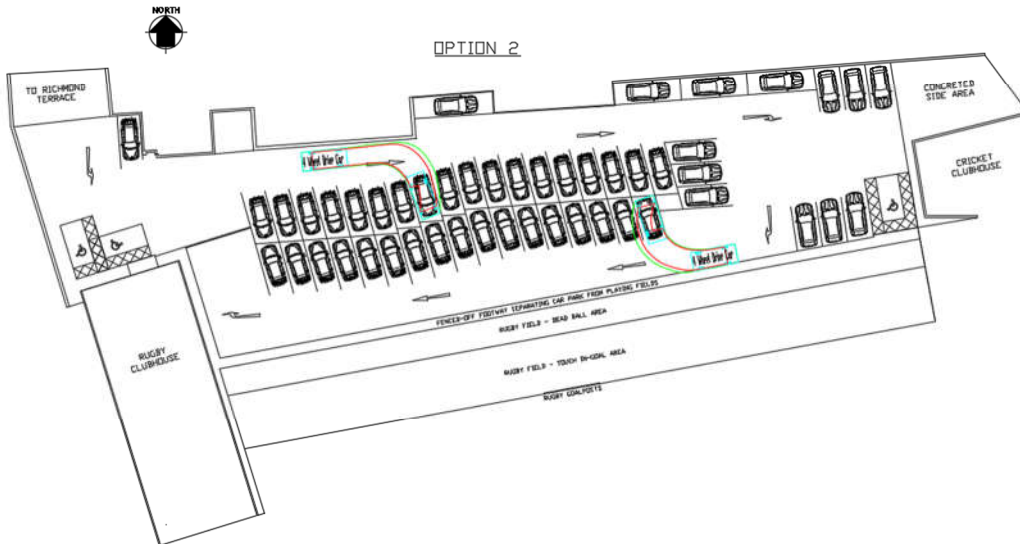 NORTH
OPTION 2
TO RICHMOND
TERRACE
CONCRETED
SIDE AREA
CRICKET
CLUBHOUSE
4 Wheel Drive Car
4 Wheel Drive Car
FENCED-OFF FOOTWAY SEPARATING CAR PARK FROM PLAYING FIELDS
RUGBY FIELD - DEAD BALL AREA
RUGBY
CLUBHOUSE
RUGBY FIELD - TOUCH IN-GOAL AREA
RUGBY GOALPOSTS